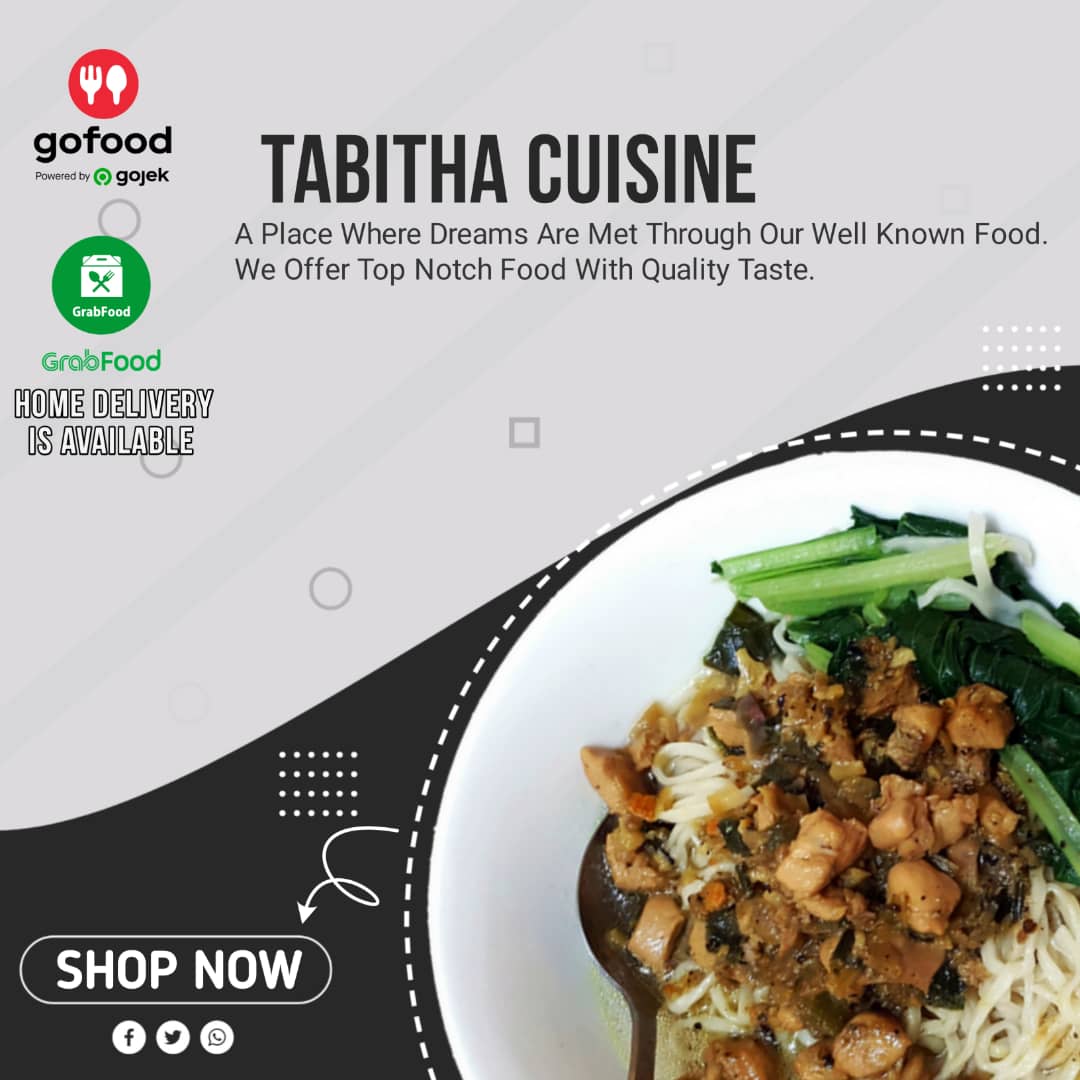 gofood
Powered by gojek
GrabFood
GrabFood
HOME DELIVERY
IS AVAILABLE
TABITHA CUISINE
A Place Where Dreams Are Met Through Our Well Known Food.
We Offer Top Notch Food With Quality Taste.
SHOP NOW